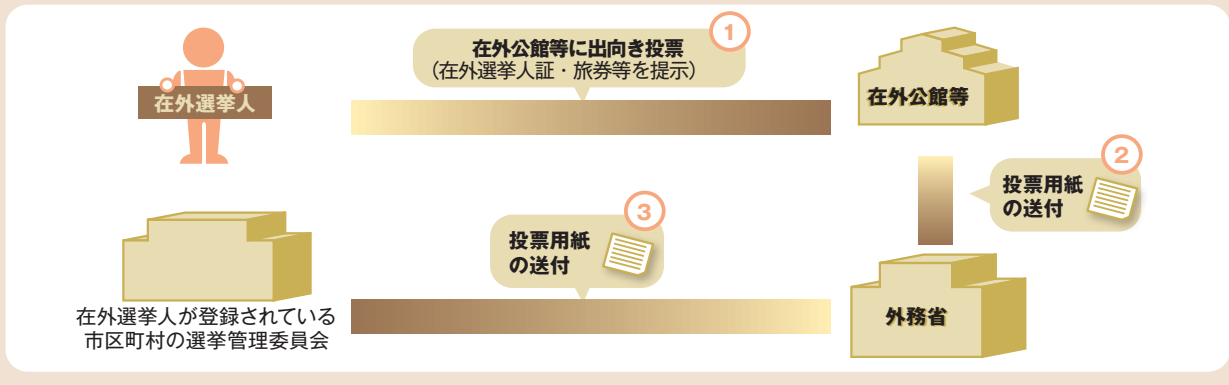 在外選挙人
①
在外公館等に出向き投票
（在外選挙人証・旅券等を提示）
在外公館等
②
投票用紙
の送付
外務省
③
投票用紙
の送付
在外選挙人が登録されている
市区町村の選挙管理委員会